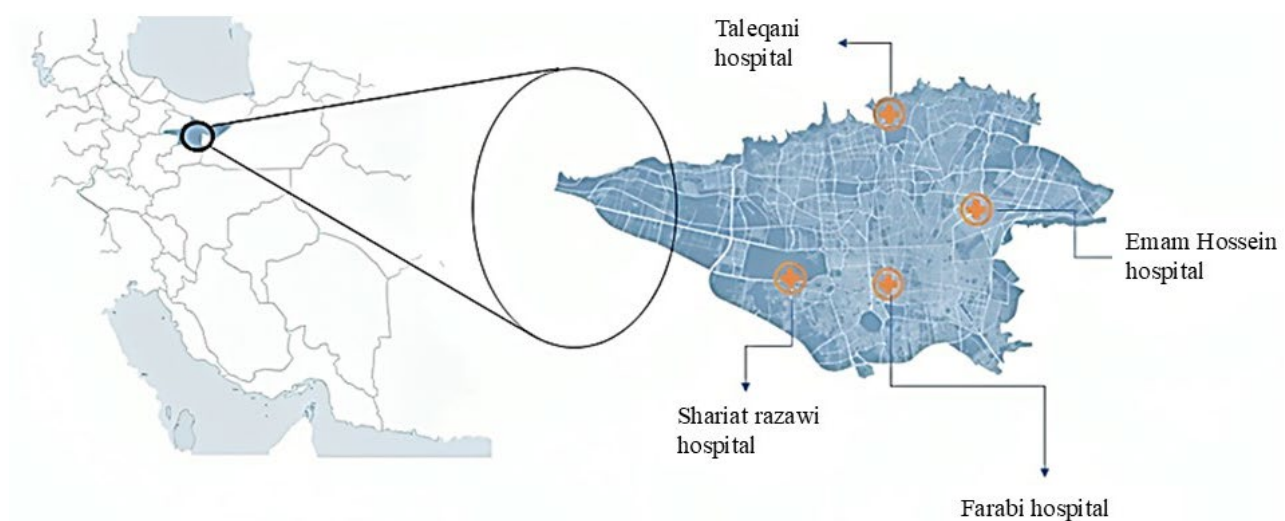 Taleqani
hospital
Emam Hossein
hospital
Shariat razawi
hospital
Farabi hospital